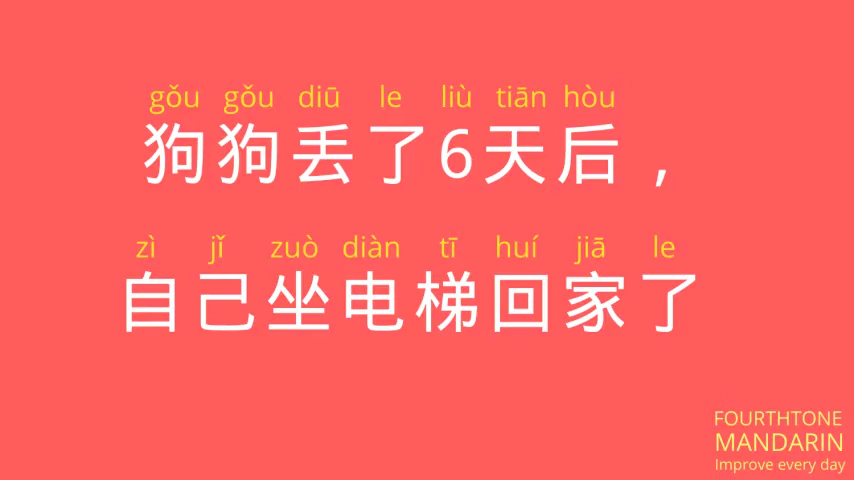 gǒu gǒu diū le liù tiān hòu
狗狗丢了6天后，
zì jǐ zuò diàn tī huí jiā le
自己坐电梯回家了
FOURTHTONE
MANDARIN
Improve every day